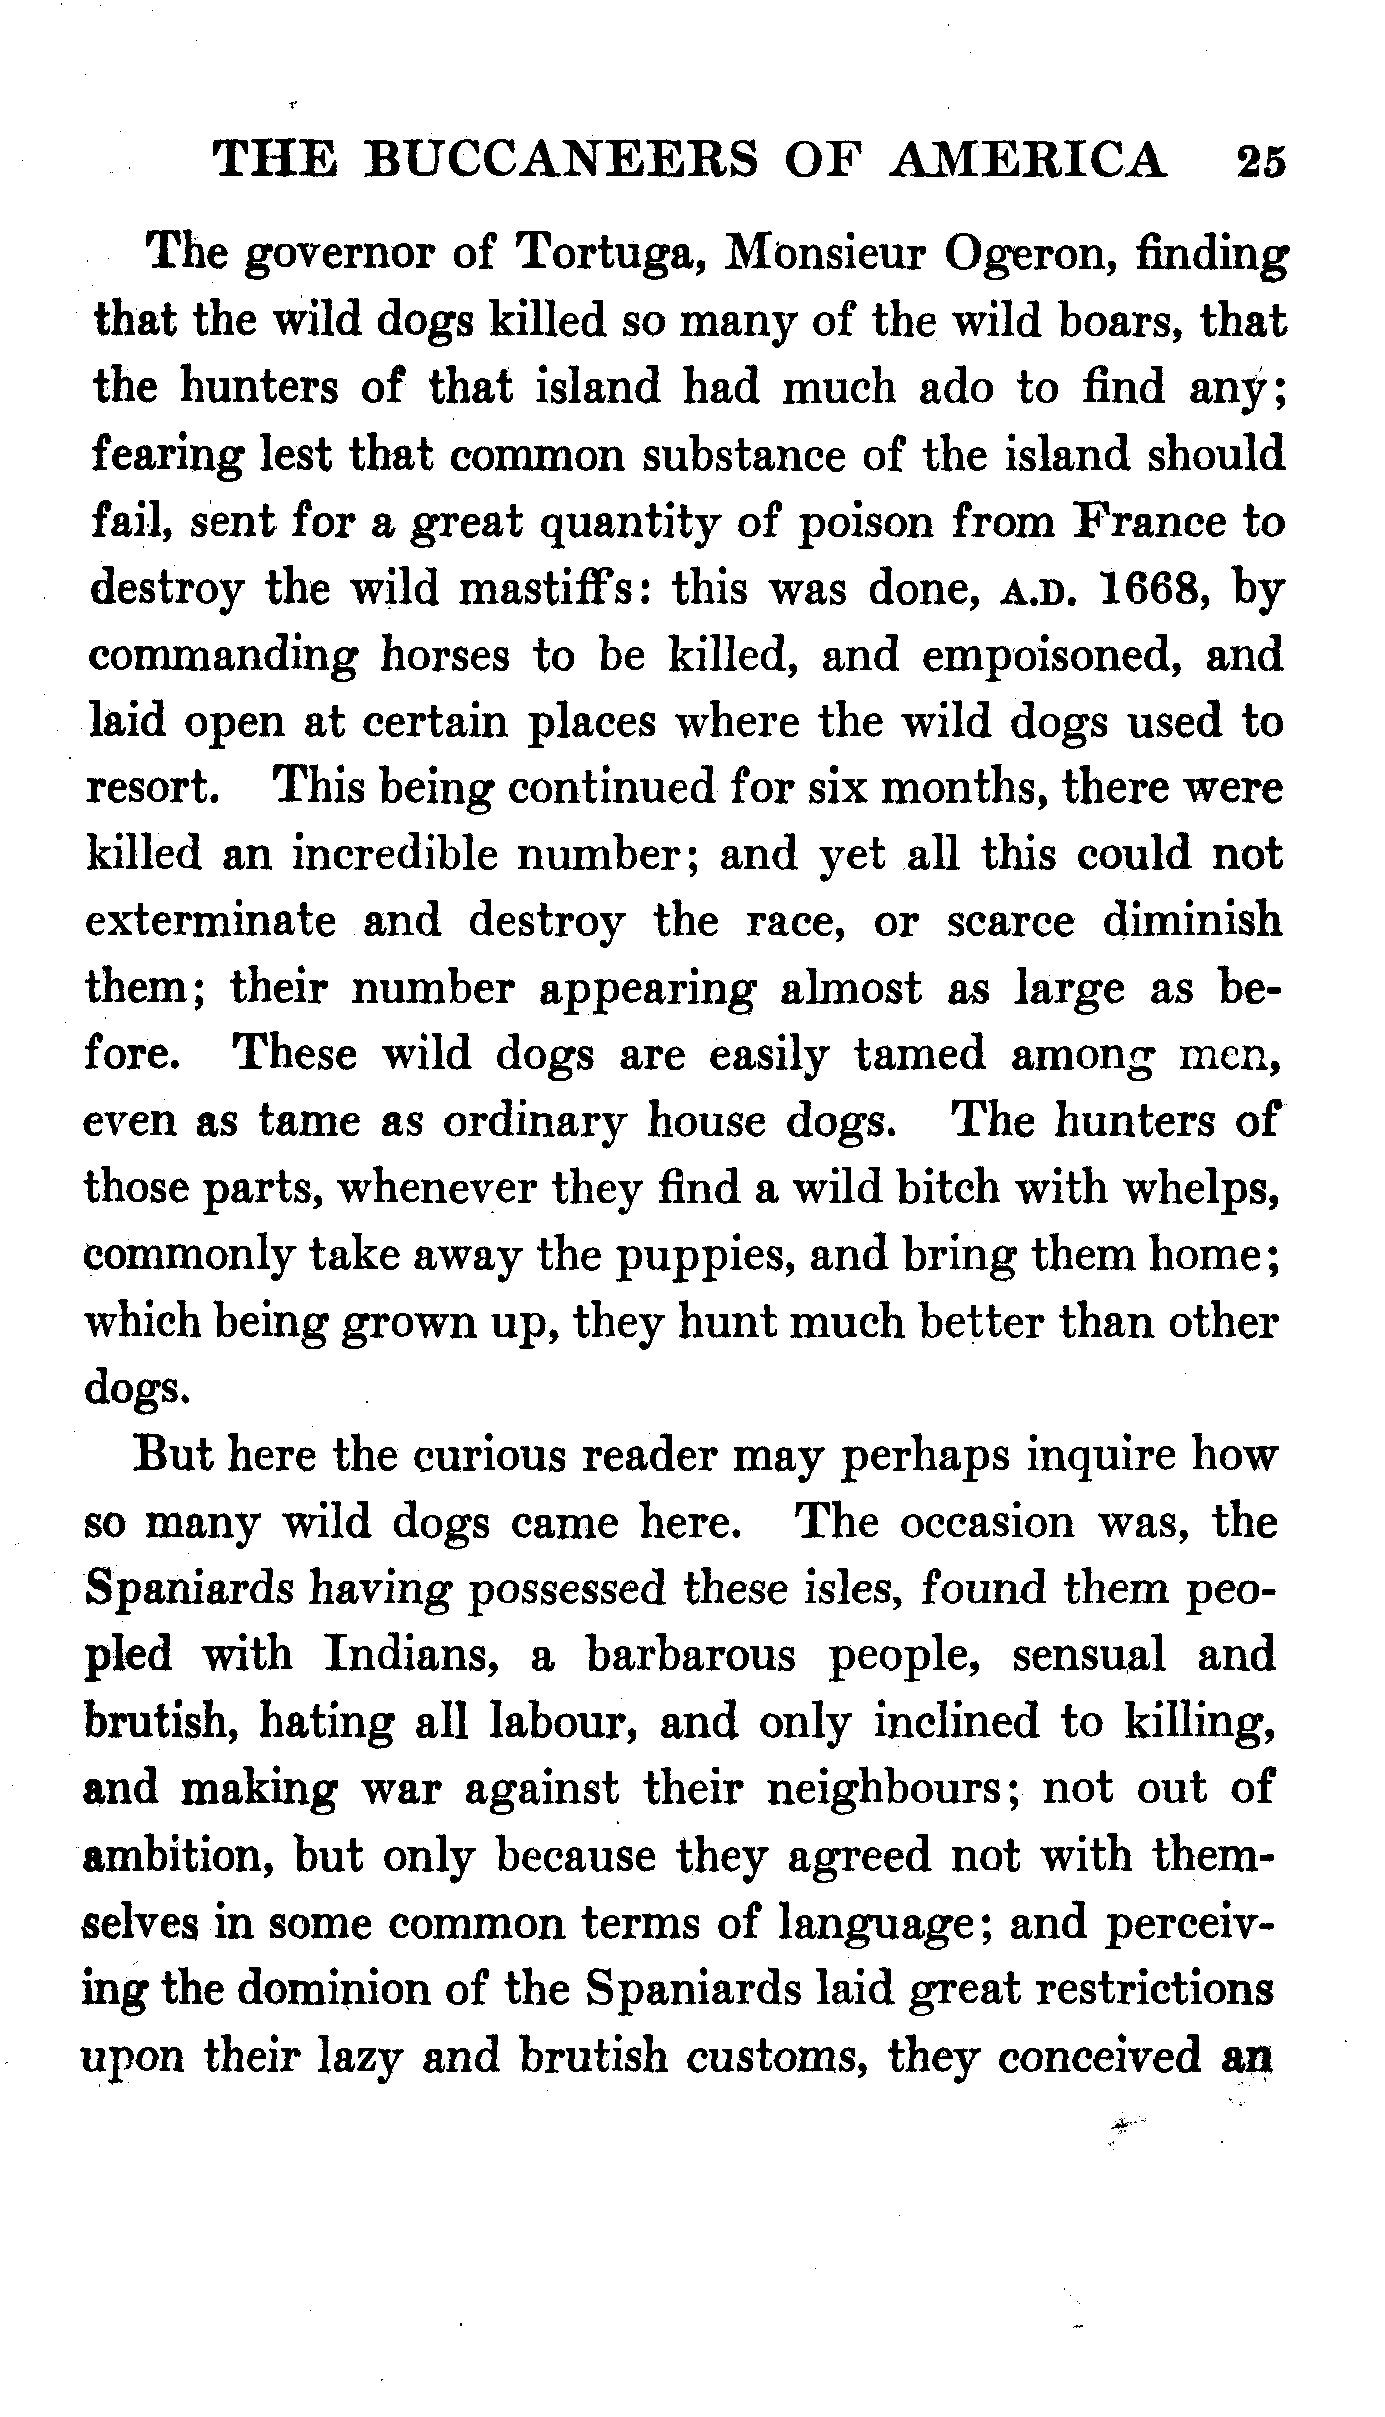 THE BUCCANEERS OF AMERICA 25
The governor of Tortuga, Monsieur Ogeron, finding
that the wild dogs killed so many of the wild boars, that
the hunters of that island had much ado to find any;
fearing lest that common substance of the island should
fail, sent for a great quantity of poison from France to
destroy the wild mastiffs: this was done, A.D. 1668, by
commanding horses to be killed, and empoisoned, and
laid open at certain places where the wild dogs used to
resort. This being continued for six months, there were
killed an incredible number; and yet all this could not
exterminate and destroy the race, or scarce diminish
them; their number appearing almost as large as be-
fore. These wild dogs are easily tamed among men,
even as tame as ordinary house dogs. The hunters of
those parts, whenever they find a wild bitch with whelps,
commonly take away the puppies, and bring them home;
which being grown up, they hunt much better than other
dogs.
But here the curious reader may perhaps inquire how
so many wild dogs came here. The occasion was, the
Spaniards having possessed these isles, found them peo-
pled with Indians, a barbarous people, sensual and
brutish, hating all labour, and only inclined to killing,
and making war against their neighbours; not out of
ambition, but only because they agreed not with them-
selves in some common terms of language; and perceiv-
ing the dominion of the Spaniards laid great restrictions
upon their lazy and brutish customs, they conceived an